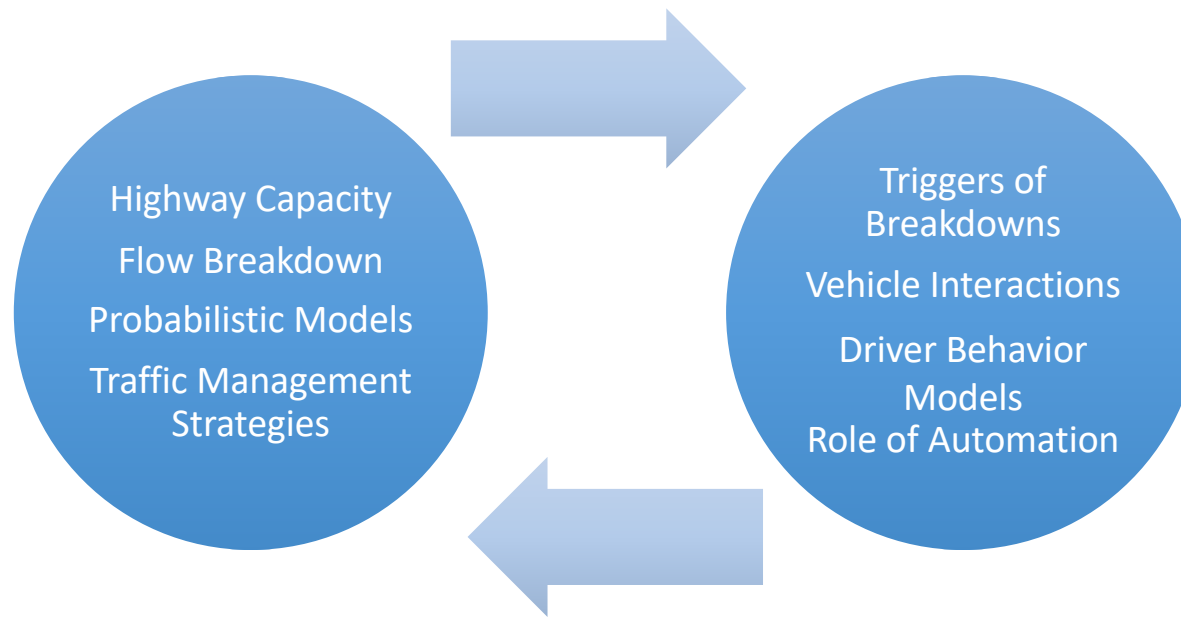 Highway Capacity
Flow Breakdown
Probabilistic Models
Traffic Management
Strategies
Triggers of
Breakdowns
Vehicle Interactions
Driver Behavior
Models
Role of Automation